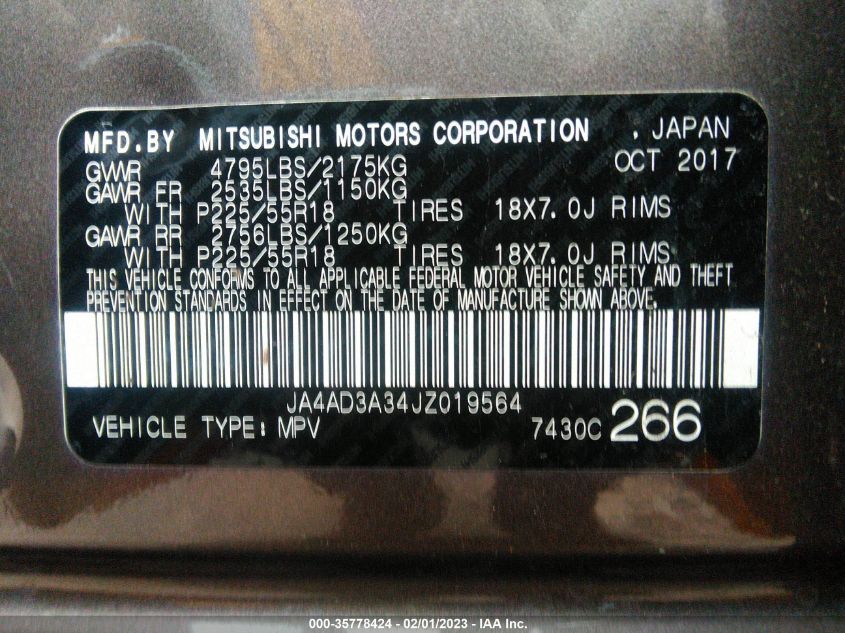 MFD.BY MITSUBISHI MOTORS CORPORATION . JAPAN
GVWR 4795LBS/2175KG OCT 2017
GAWR FR 2535LBS/1150KG
WITH P225/55R18 TIRES 18X7.0J RIMS
GAWR RR 2756LBS/1250KG
WITH P225/55R18 TIRES 18X7.0J RIMS
THIS VEHICLE CONFORMS TO ALL APPLICABLE FEDERAL MOTOR VEHICLE SAFETY AND THEFT
PREVENTION STANDARDS IN EFFECT ON THE DATE OF MANUFACTURE SHOWN ABOVE.
JA4AD3A34JZ019564
VEHICLE TYPE: MPV 7430C 266
000-35778424 - 02/01/2023 - © IAA Inc.